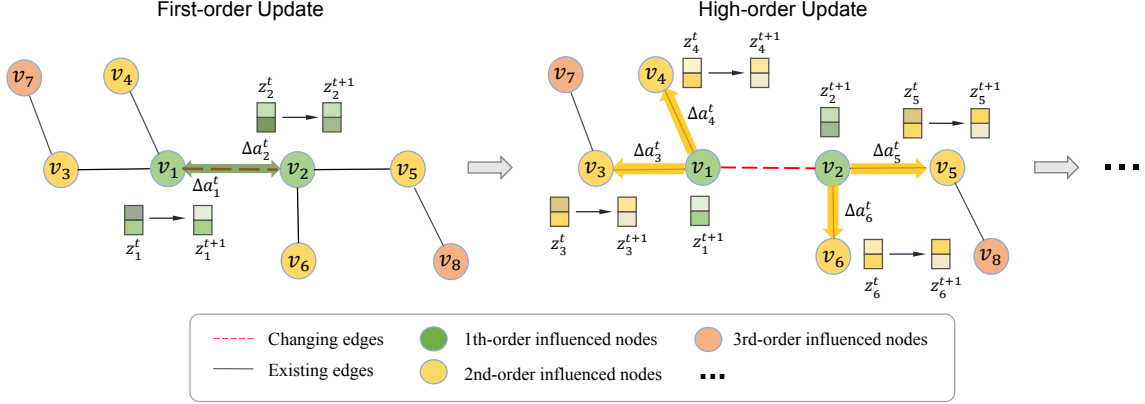 First-order Update
High-order Update
v₇
v₄
z₂ᵗ
z₂ᵗ⁺¹
v₃
v₁
Δa₂ᵗ
Δa₁ᵗ
v₂
v₅
z₁ᵗ
z₁ᵗ⁺¹
v₆
v₈
v₇
v₄
z₄ᵗ
z₄ᵗ⁺¹
Δa₄ᵗ
z₂ᵗ⁺¹
z₅ᵗ
z₅ᵗ⁺¹
v₃
Δa₃ᵗ
v₁
v₂
Δa₅ᵗ
v₅
...
z₃ᵗ
z₃ᵗ⁺¹
z₁ᵗ⁺¹
Δa₆ᵗ
v₆
z₆ᵗ
z₆ᵗ⁺¹
v₈
Changing edges
1th-order influenced nodes
3rd-order influenced nodes
Existing edges
2nd-order influenced nodes
...